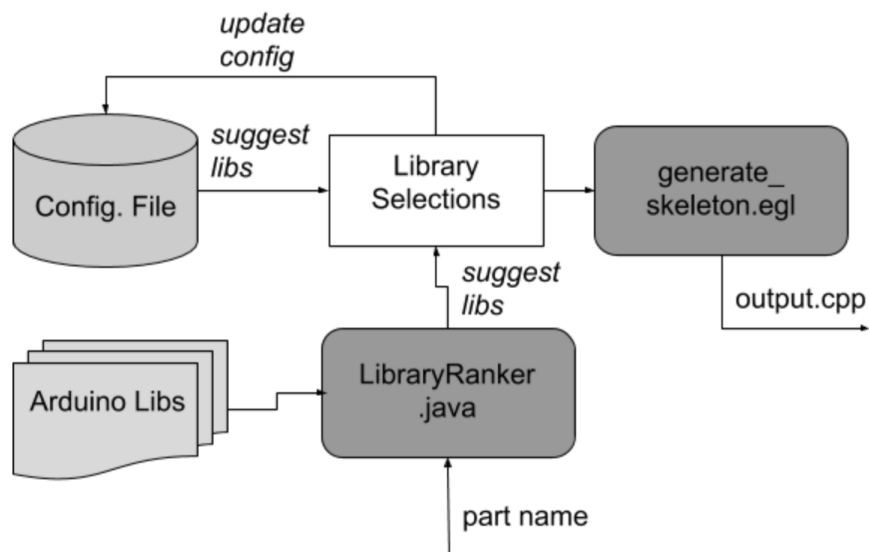 update
config
suggest
libs
Config. File
Library
Selections
generate_
skeleton.egl
suggest
libs
output.cpp
Arduino Libs
LibraryRanker
.java
part name